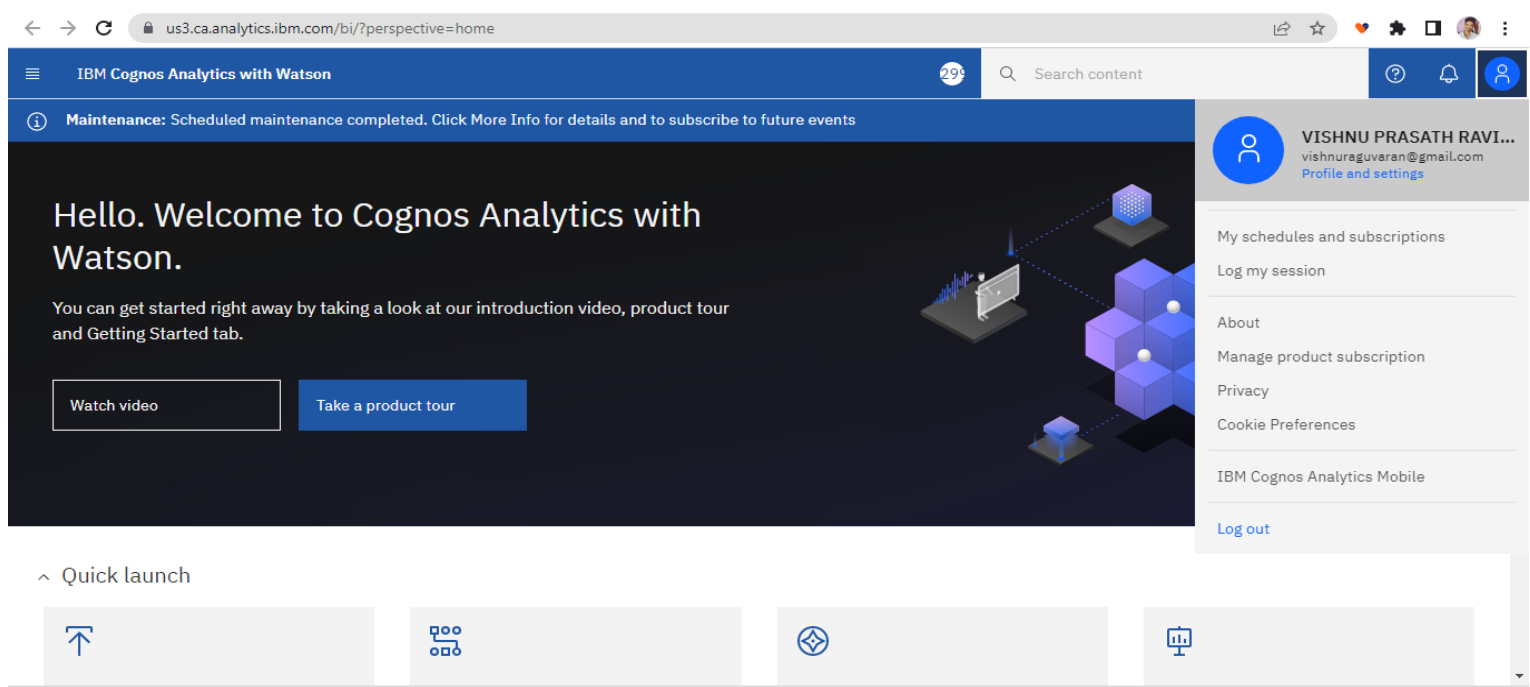 us3.ca.analytics.ibm.com/bi/?perspective=home
IBM Cognos Analytics with Watson
299
Search content
Maintenance: Scheduled maintenance completed. Click More Info for details and to subscribe to future events
VISHNU PRASATH RAVI...
vishnuraguvaran@gmail.com
Profile and settings
Hello. Welcome to Cognos Analytics with
Watson.
You can get started right away by taking a look at our introduction video, product tour
and Getting Started tab.
Watch video
Take a product tour
My schedules and subscriptions
Log my session
About
Manage product subscription
Privacy
Cookie Preferences
IBM Cognos Analytics Mobile
Log out
Quick launch